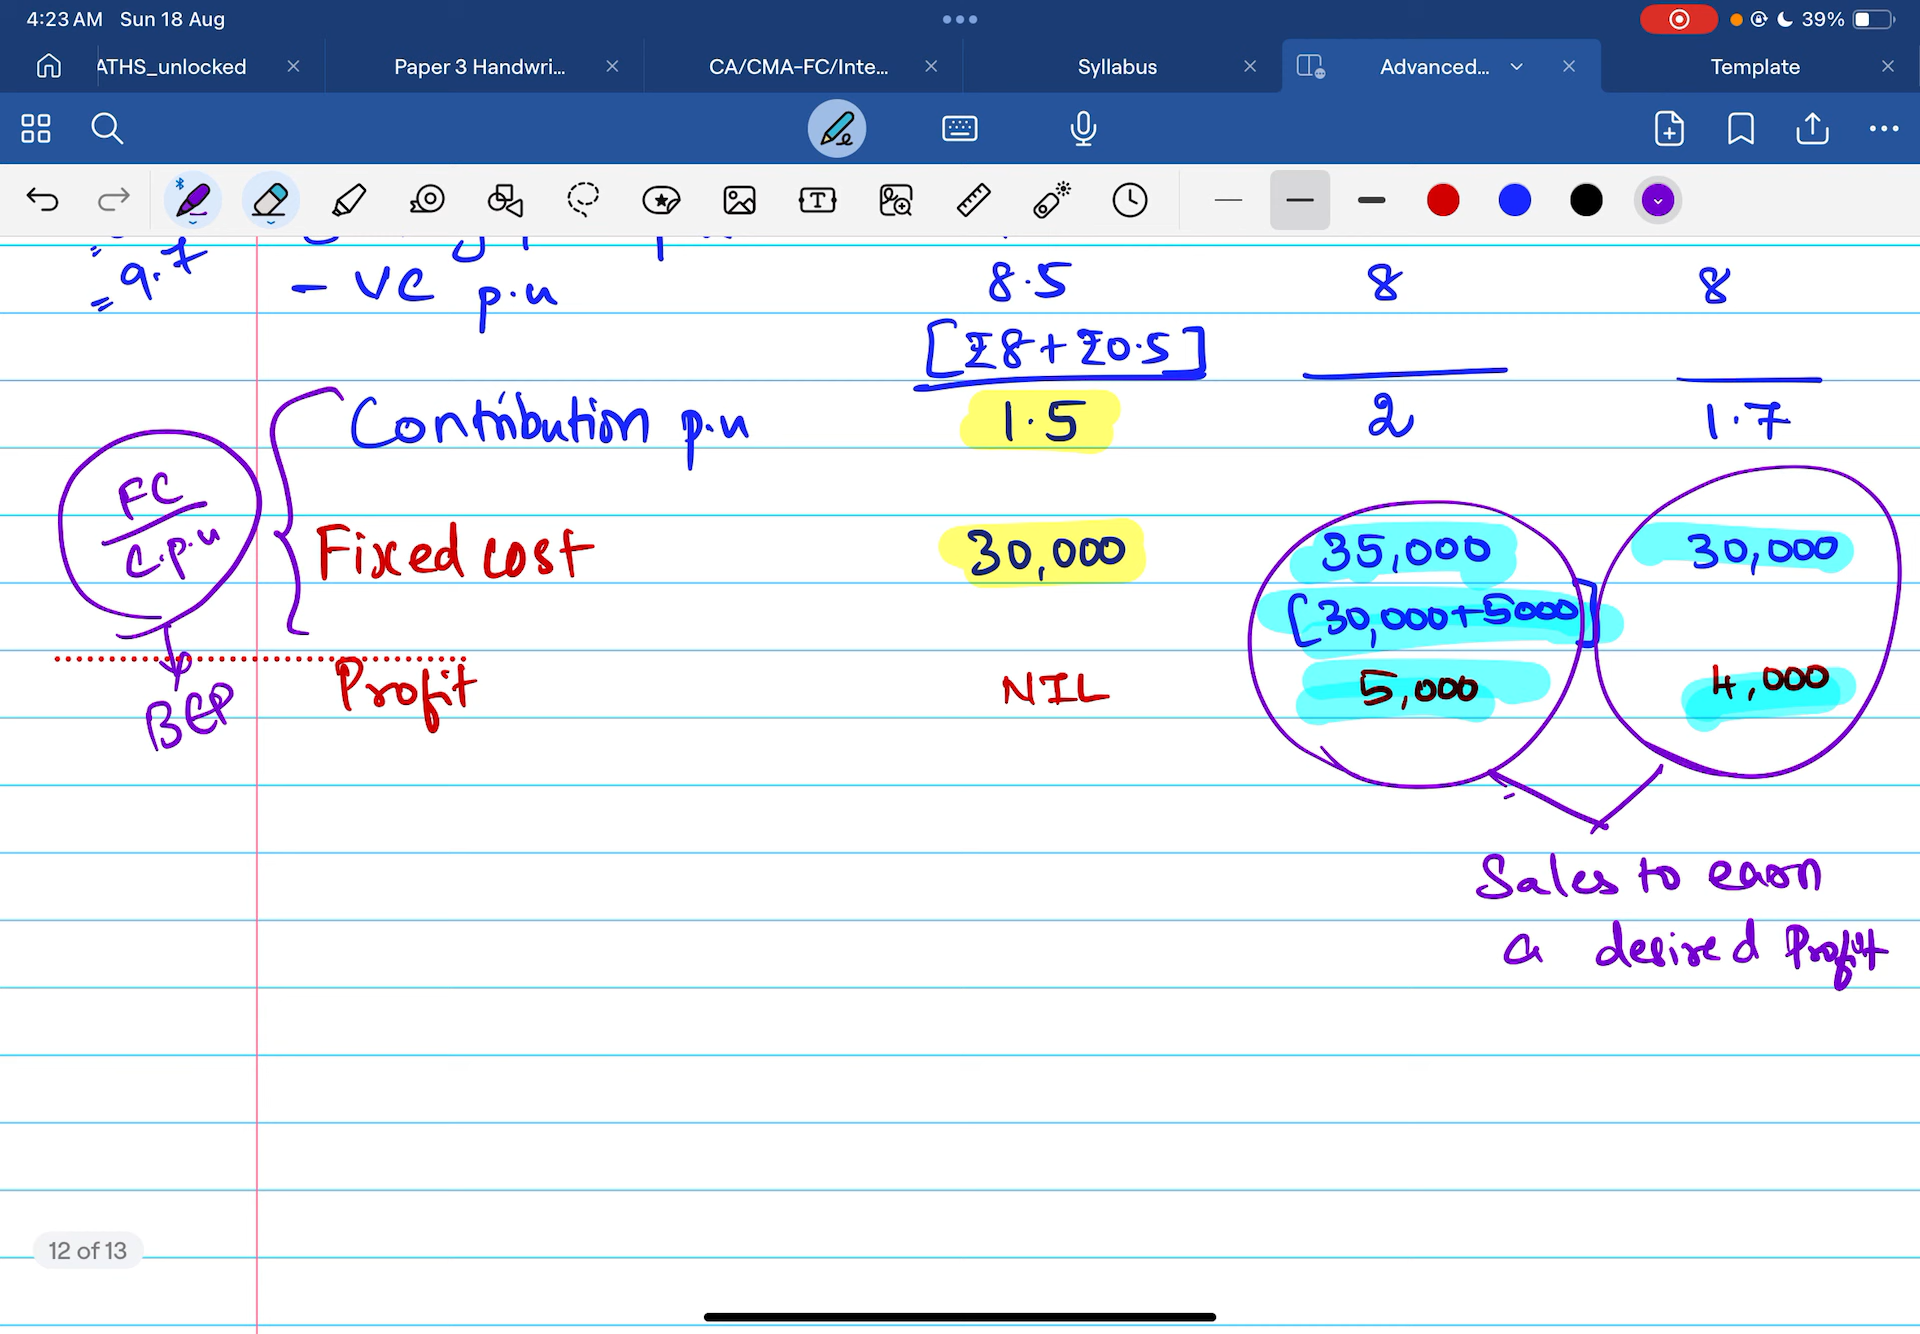 4:23 AM Sun 18 Aug
39%
ATHS_unlocked
Paper 3 Handwri...
CA/CMA-FC/Inte...
Syllabus
Advanced...
Template
= 9.7
- VC p.u 8.5 8 8
[₹8 + ₹0.5]
Contribution p.u 1.5 2 1.7
FC
C.p.u
Fixed cost 30,000 35,000 30,000
[30,000+5000]
Profit NIL 5,000 4,000
BEP
Sales to earn
a desired Profit
12 of 13